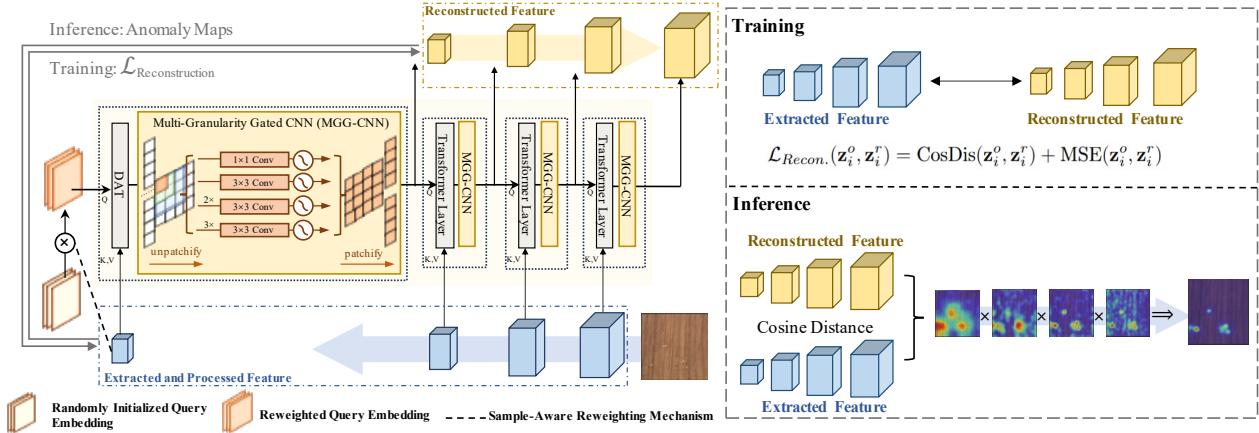 Inference: Anomaly Maps
Training: ℒ_Reconstruction
Reconstructed Feature
Multi-Granularity Gated CNN (MGG-CNN)
DAT
Q
K,V
1×1 Conv
3×3 Conv
2×
3×3 Conv
3×
3×3 Conv
unpatchify
patchify
Q
Transformer Layer
MGG-CNN
K,V
Q
Transformer Layer
MGG-CNN
K,V
Q
Transformer Layer
MGG-CNN
K,V
×
Extracted and Processed Feature
Randomly Initialized Query
Embedding
Reweighted Query Embedding
Sample-Aware Reweighting Mechanism
Training
Extracted Feature
Reconstructed Feature
ℒ_Recon.(z_i^o, z_i^r) = CosDis(z_i^o, z_i^r) + MSE(z_i^o, z_i^r)
Inference
Reconstructed Feature
Cosine Distance
× × × ⟹
Extracted Feature